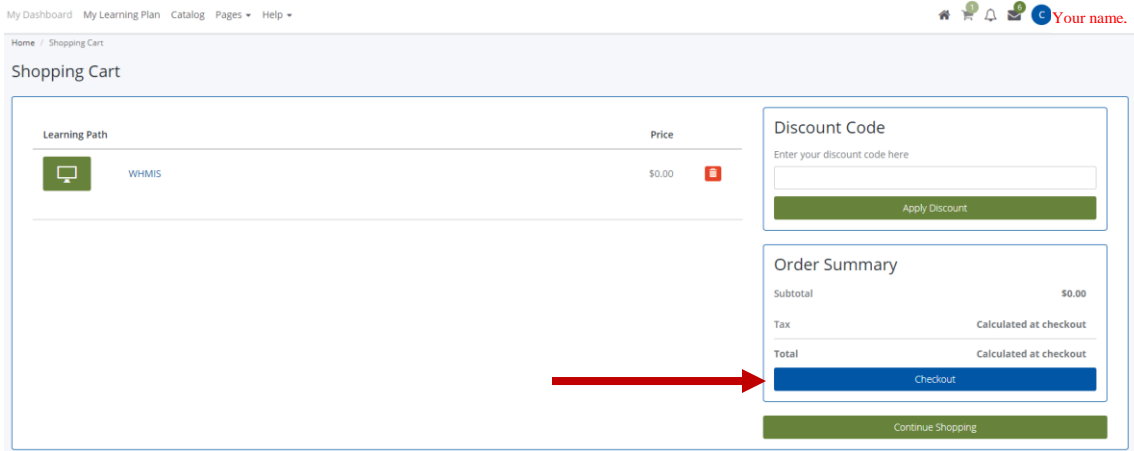 My Dashboard My Learning Plan Catalog Pages Help 1 6 C Your name.
Home / Shopping Cart
Shopping Cart
Learning Path Price
WHMIS $0.00
Discount Code
Enter your discount code here
Apply Discount
Order Summary
Subtotal $0.00
Tax Calculated at checkout
Total Calculated at checkout
Checkout
Continue Shopping